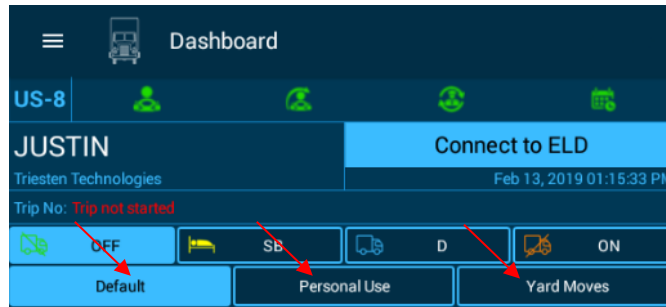 Dashboard
US-8
JUSTIN
Connect to ELD
Triesten Technologies
Feb 13, 2019 01:15:33 PM
Trip No: Trip not started
OFF SB D ON
Default Personal Use Yard Moves